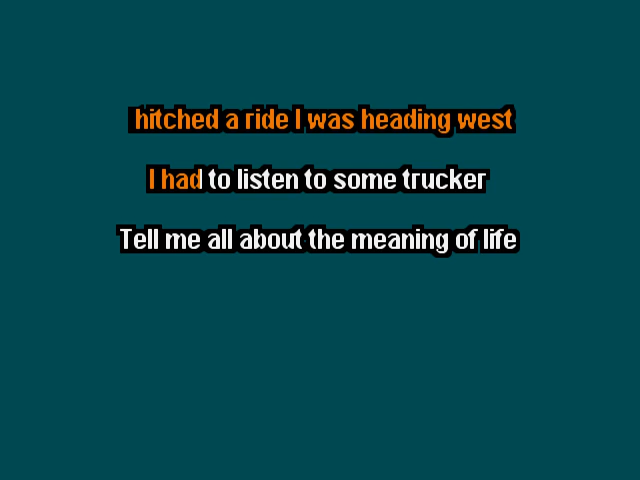 hitched a ride I was heading west
I had to listen to some trucker
Tell me all about the meaning of life